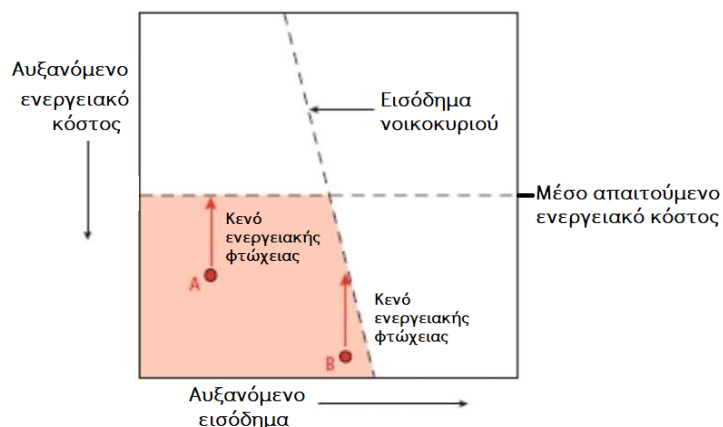 Αυξανόμενο
ενεργειακό
κόστος
Εισόδημα
νοικοκυριού
Μέσο απαιτούμενο
ενεργειακό κόστος
Κενό
ενεργειακής
φτώχειας
A
Κενό
ενεργειακής
φτώχειας
B
Αυξανόμενο
εισόδημα